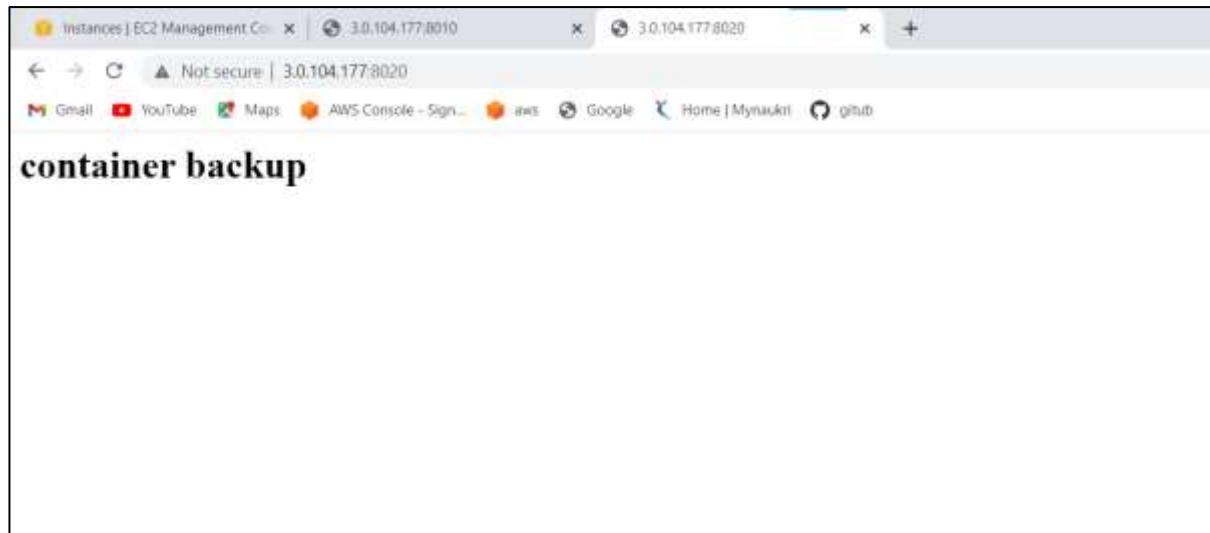 Instances | EC2 Management Co 3.0.104.177:8010 3.0.104.177:8020
Not secure | 3.0.104.177:8020
Gmail YouTube Maps AWS Console - Sign... aws Google Home | Mynaukri gitub
container backup